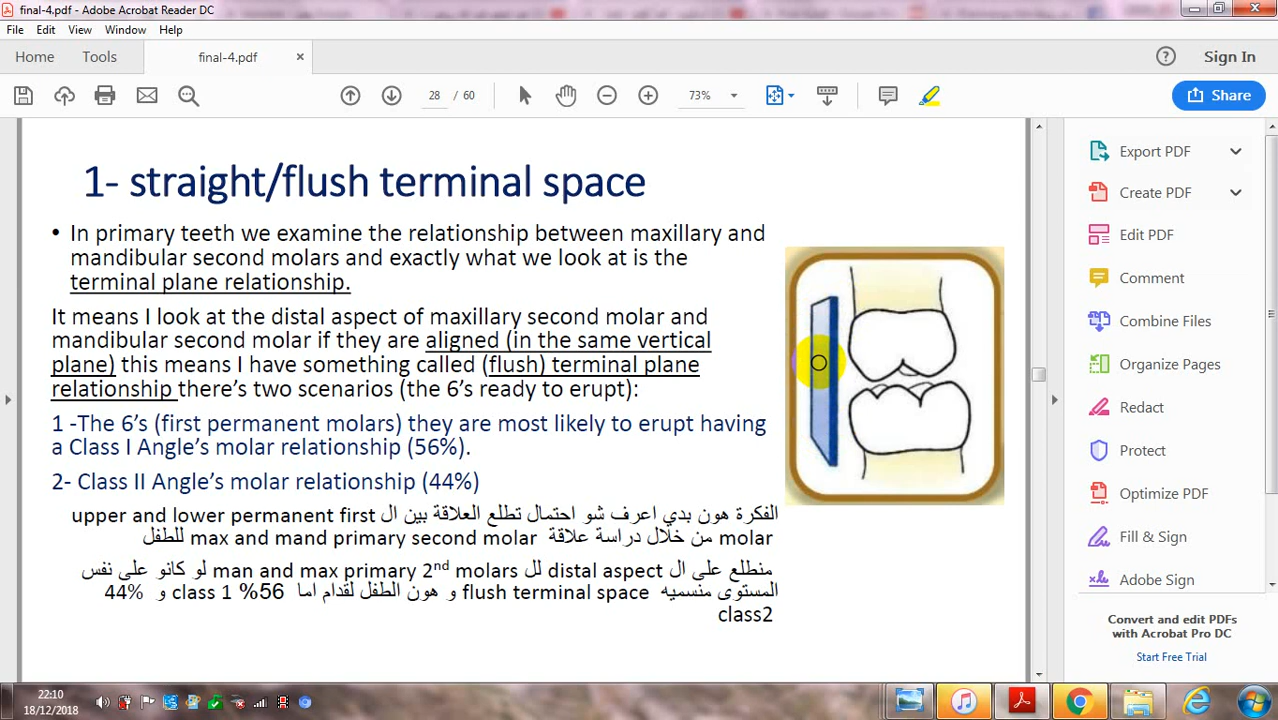 final-4.pdf - Adobe Acrobat Reader DC
File Edit View Window Help
Home Tools final-4.pdf × ? Sign In
28 / 60 73% Share
1- straight/flush terminal space
• In primary teeth we examine the relationship between maxillary and
mandibular second molars and exactly what we look at is the
terminal plane relationship.
It means I look at the distal aspect of maxillary second molar and
mandibular second molar if they are aligned (in the same vertical
plane) this means I have something called (flush) terminal plane
relationship there's two scenarios (the 6's ready to erupt):
1 -The 6's (first permanent molars) they are most likely to erupt having
a Class I Angle's molar relationship (56%).
2- Class II Angle's molar relationship (44%)
الفكرة هون بدي اعرف شو احتمال تطلع العلاقة بين ال upper and lower permanent first
molar من خلال دراسة علاقة max and mand primary second molar للطفل
منطلع على ال distal aspect لل man and max primary 2nd molars لو كانو على نفس
المستوى منسميه flush terminal space و هون الطفل لقدام اما class 1 %56 و 44%
class2
Export PDF
Create PDF
Edit PDF
Comment
Combine Files
Organize Pages
Redact
Protect
Optimize PDF
Fill & Sign
Adobe Sign
Convert and edit PDFs
with Acrobat Pro DC
Start Free Trial
22:10
18/12/2018